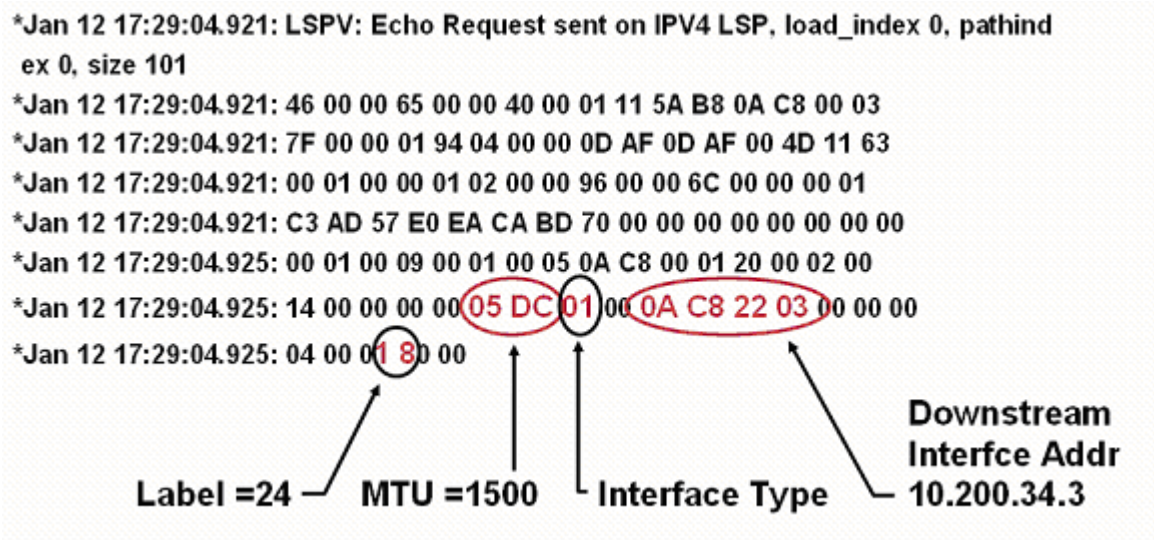 *Jan 12 17:29:04.921: LSPV: Echo Request sent on IPV4 LSP, load_index 0, pathind
ex 0, size 101
*Jan 12 17:29:04.921: 46 00 00 65 00 00 40 00 01 11 5A B8 0A C8 00 03
*Jan 12 17:29:04.921: 7F 00 00 01 94 04 00 00 0D AF 0D AF 00 4D 11 63
*Jan 12 17:29:04.921: 00 01 00 00 01 02 00 00 96 00 00 6C 00 00 00 01
*Jan 12 17:29:04.921: C3 AD 57 E0 EA CA BD 70 00 00 00 00 00 00 00 00
*Jan 12 17:29:04.925: 00 01 00 09 00 01 00 05 0A C8 00 01 20 00 02 00
*Jan 12 17:29:04.925: 14 00 00 00 00 05 DC 01 00 0A C8 22 03 00 00 00
*Jan 12 17:29:04.925: 04 00 01 80 00
Downstream
Interfce Addr
10.200.34.3
Label =24
MTU =1500
Interface Type